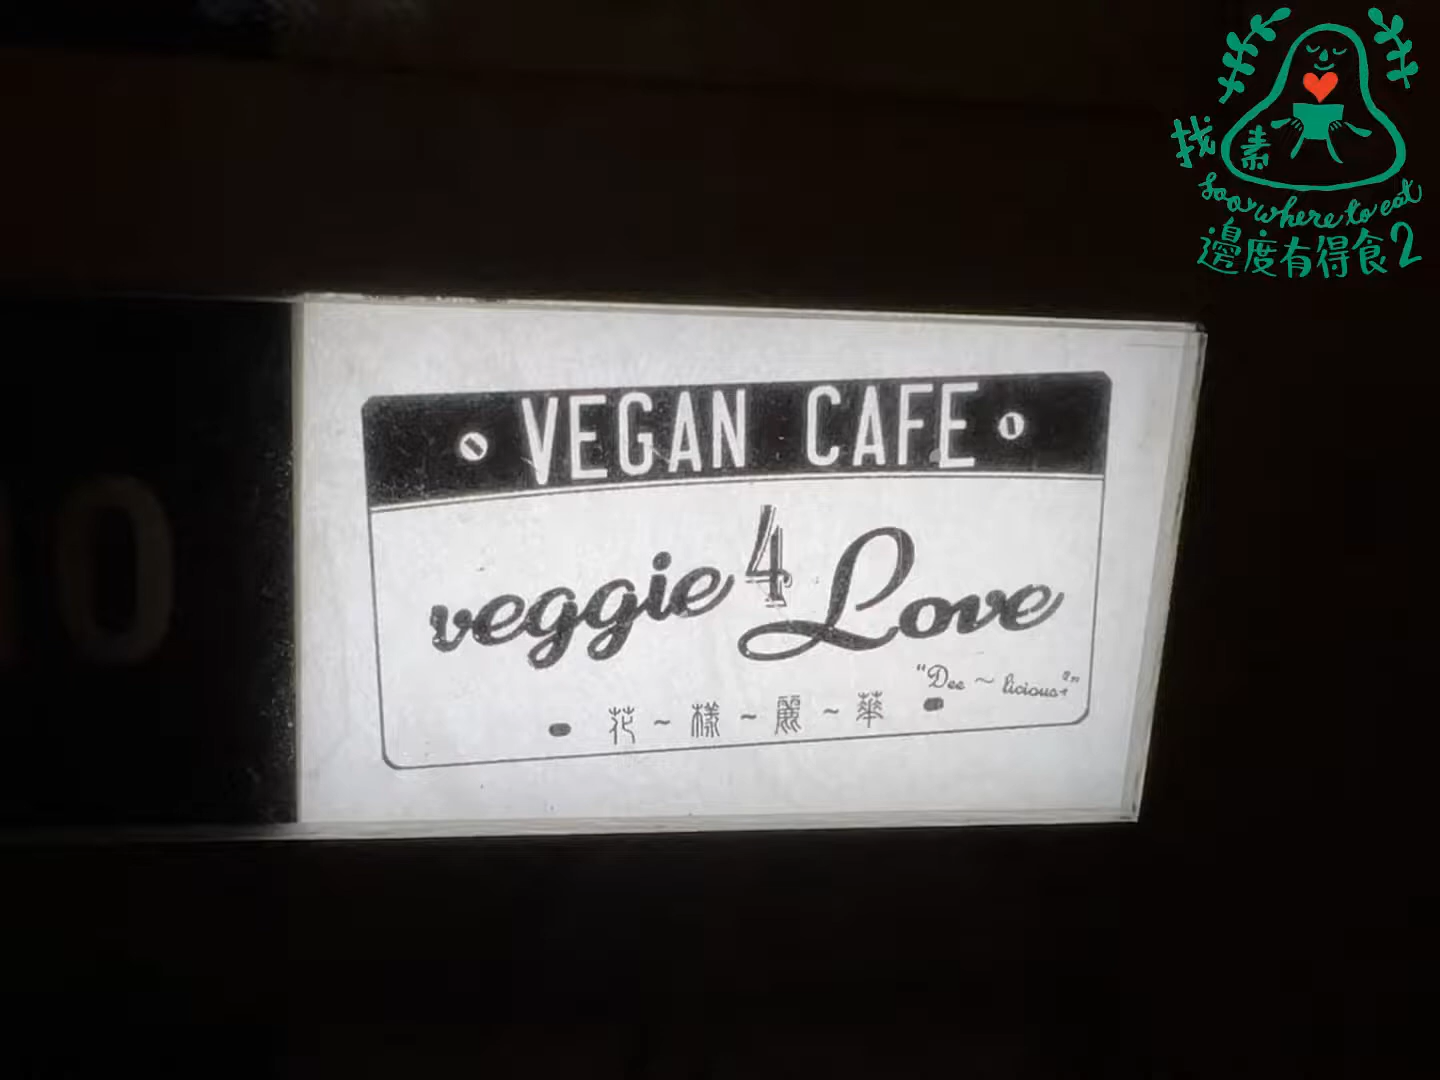 VEGAN CAFE
veggie 4 Love
"Dee ~ licious!"
花 ~ 樣 ~ 麗 ~ 華
找素
Soo where to eat
邊度有得食2